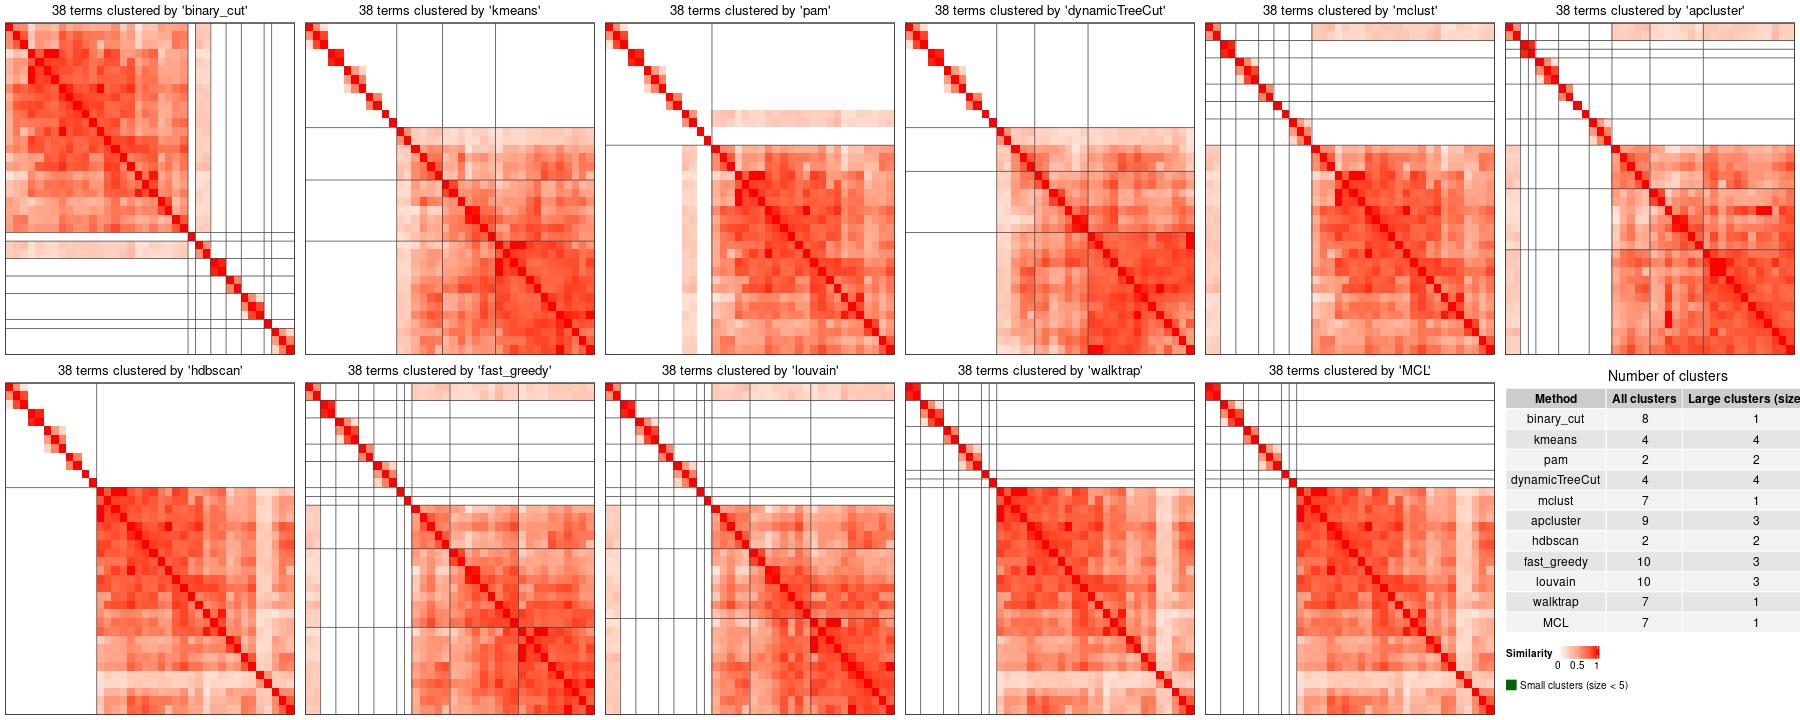 38 terms clustered by 'binary_cut'
38 terms clustered by 'kmeans'
38 terms clustered by 'pam'
38 terms clustered by 'dynamicTreeCut'
38 terms clustered by 'mclust'
38 terms clustered by 'apcluster'
38 terms clustered by 'hdbscan'
38 terms clustered by 'fast_greedy'
38 terms clustered by 'louvain'
38 terms clustered by 'walktrap'
38 terms clustered by 'MCL'
Number of clusters
Method All clusters Large clusters (size
binary_cut 8 1
kmeans 4 4
pam 2 2
dynamicTreeCut 4 4
mclust 7 1
apcluster 9 3
hdbscan 2 2
fast_greedy 10 3
louvain 10 3
walktrap 7 1
MCL 7 1
Similarity
0 0.5 1
Small clusters (size < 5)